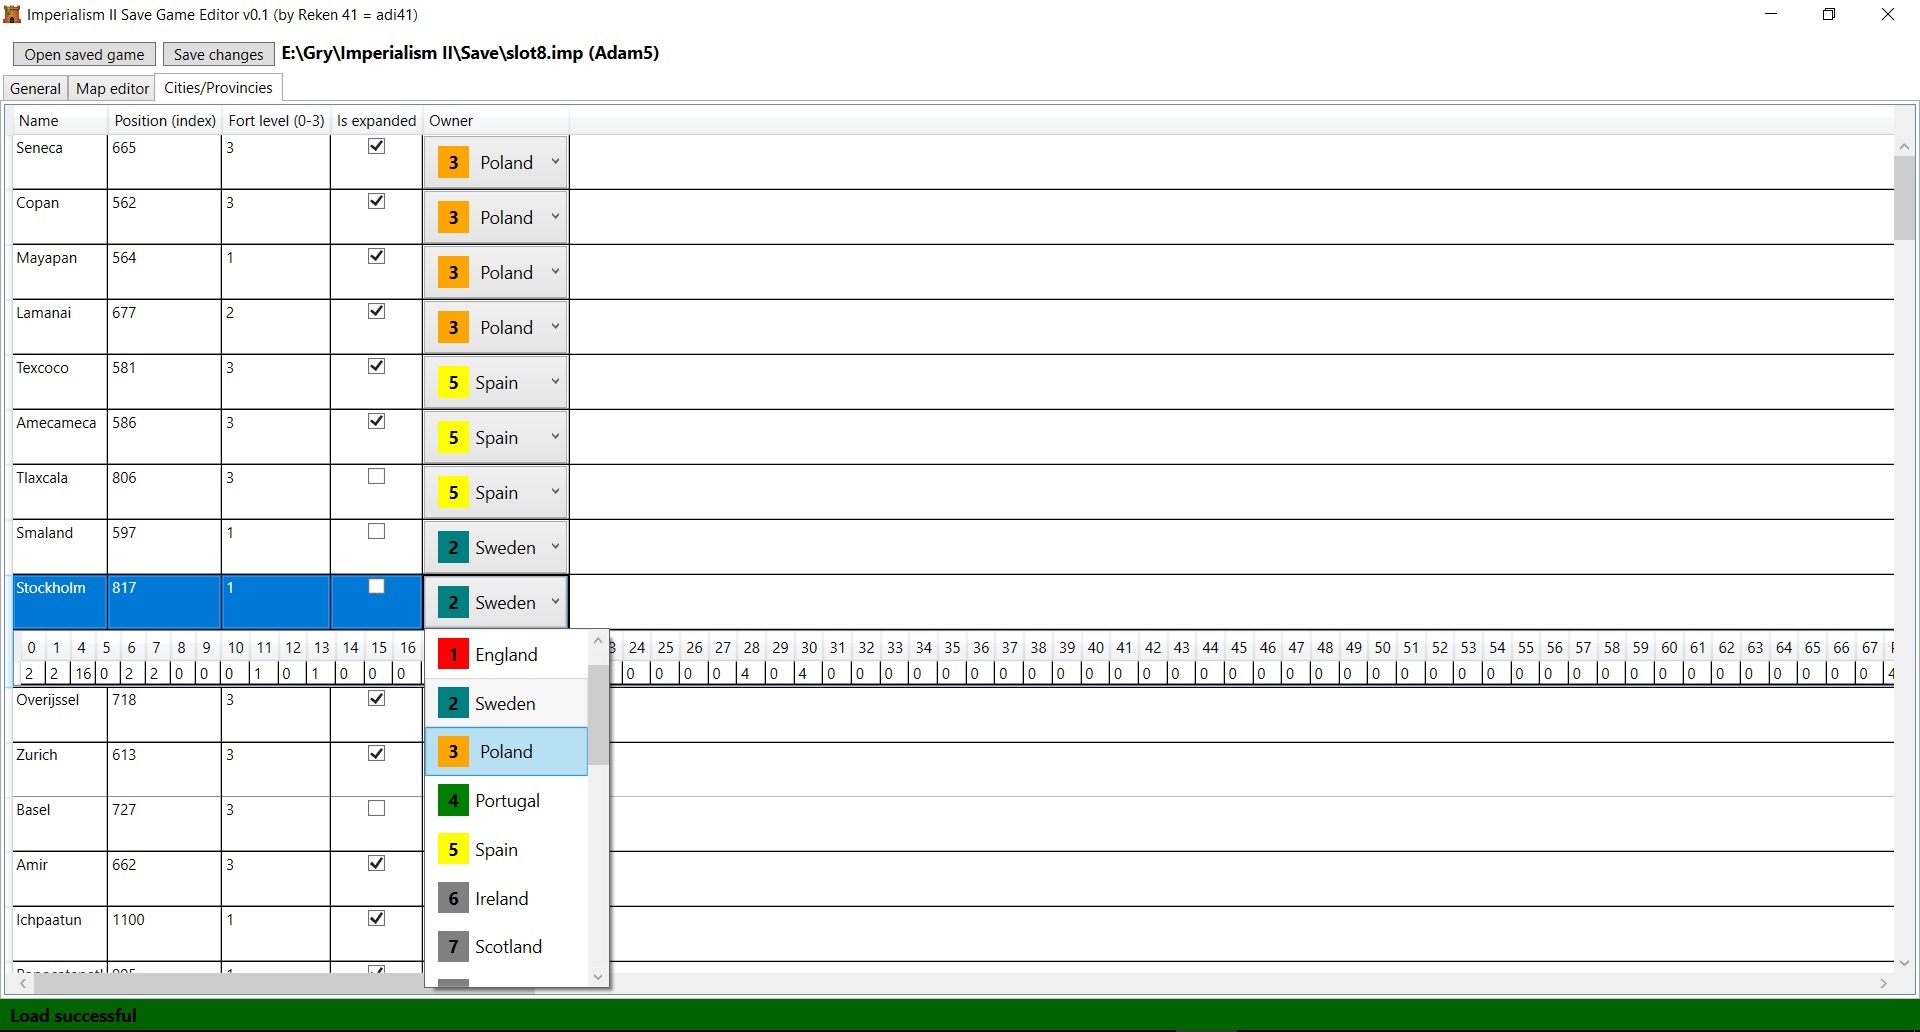 Imperialism II Save Game Editor v0.1 (by Reken 41 = adi41)
Open saved game Save changes E:\Gry\Imperialism II\Save\slot8.imp (Adam5)
General Map editor Cities/Provincies
Name Position (index) Fort level (0-3) Is expanded Owner
Seneca 665 3 3 Poland
Copan 562 3 3 Poland
Mayapan 564 1 3 Poland
Lamanai 677 2 3 Poland
Texcoco 581 3 5 Spain
Amecameca 586 3 5 Spain
Tlaxcala 806 3 5 Spain
Smaland 597 1 2 Sweden
Stockholm 817 1 2 Sweden
0 1 4 5 6 7 8 9 10 11 12 13 14 15 16 24 25 26 27 28 29 30 31 32 33 34 35 36 37 38 39 40 41 42 43 44 45 46 47 48 49 50 51 52 53 54 55 56 57 58 59 60 61 62 63 64 65 66 67
2 2 16 0 2 2 0 0 0 1 0 1 0 0 0 0 0 0 0 4 0 4 0 0 0 0 0 0 0 0 0 0 0 0 0 0 0 0 0 0 0 0 0 0 0 0 0 0 0 0 0 0 0 0 0 0 0 0 0
1 England
2 Sweden
3 Poland
4 Portugal
5 Spain
6 Ireland
7 Scotland
Overijssel 718 3
Zurich 613 3
Basel 727 3
Amir 662 3
Ichpaatun 1100 1
Load successful